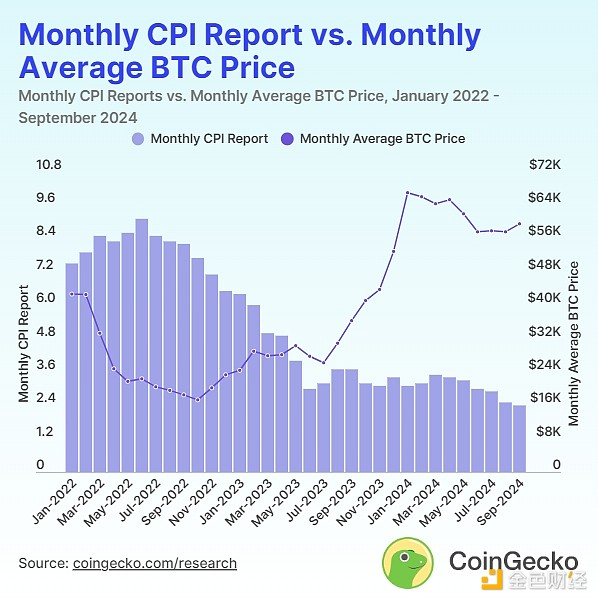 Monthly CPI Report vs. Monthly
Average BTC Price
Monthly CPI Reports vs. Monthly Average BTC Price, January 2022 -
September 2024
Monthly CPI Report
Monthly Average BTC Price
10.8
9.6
8.4
7.2
6.0
4.8
3.6
2.4
1.2
0
Monthly CPI Report
$72K
$64K
$56K
$48K
$40K
$32K
$24K
$16K
$8K
0
Monthly Average BTC Price
Jan-2022
Mar-2022
May-2022
Jul-2022
Sep-2022
Nov-2022
Jan-2023
Mar-2023
May-2023
Jul-2023
Sep-2023
Nov-2023
Jan-2024
Mar-2024
May-2024
Jul-2024
Sep-2024
Source: coingecko.com/research
CoinGecko
金色财经